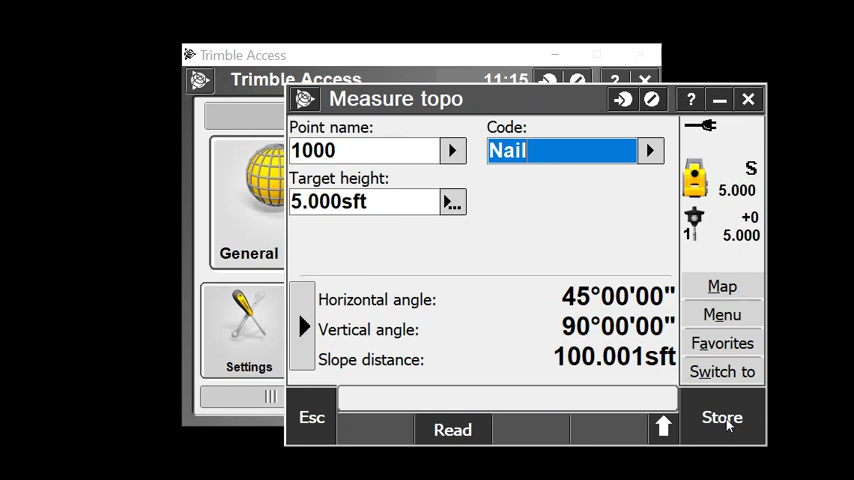 Trimble Access
Trimble Access 11:15 ?
Measure topo ?
Point name: Code:
1000 Nail
Target height:
5.000sft
S
5.000
+0
1 5.000
General
Settings
Horizontal angle: 45°00'00"
Vertical angle: 90°00'00"
Slope distance: 100.001sft
Map
Menu
Favorites
Switch to
Esc Read Store